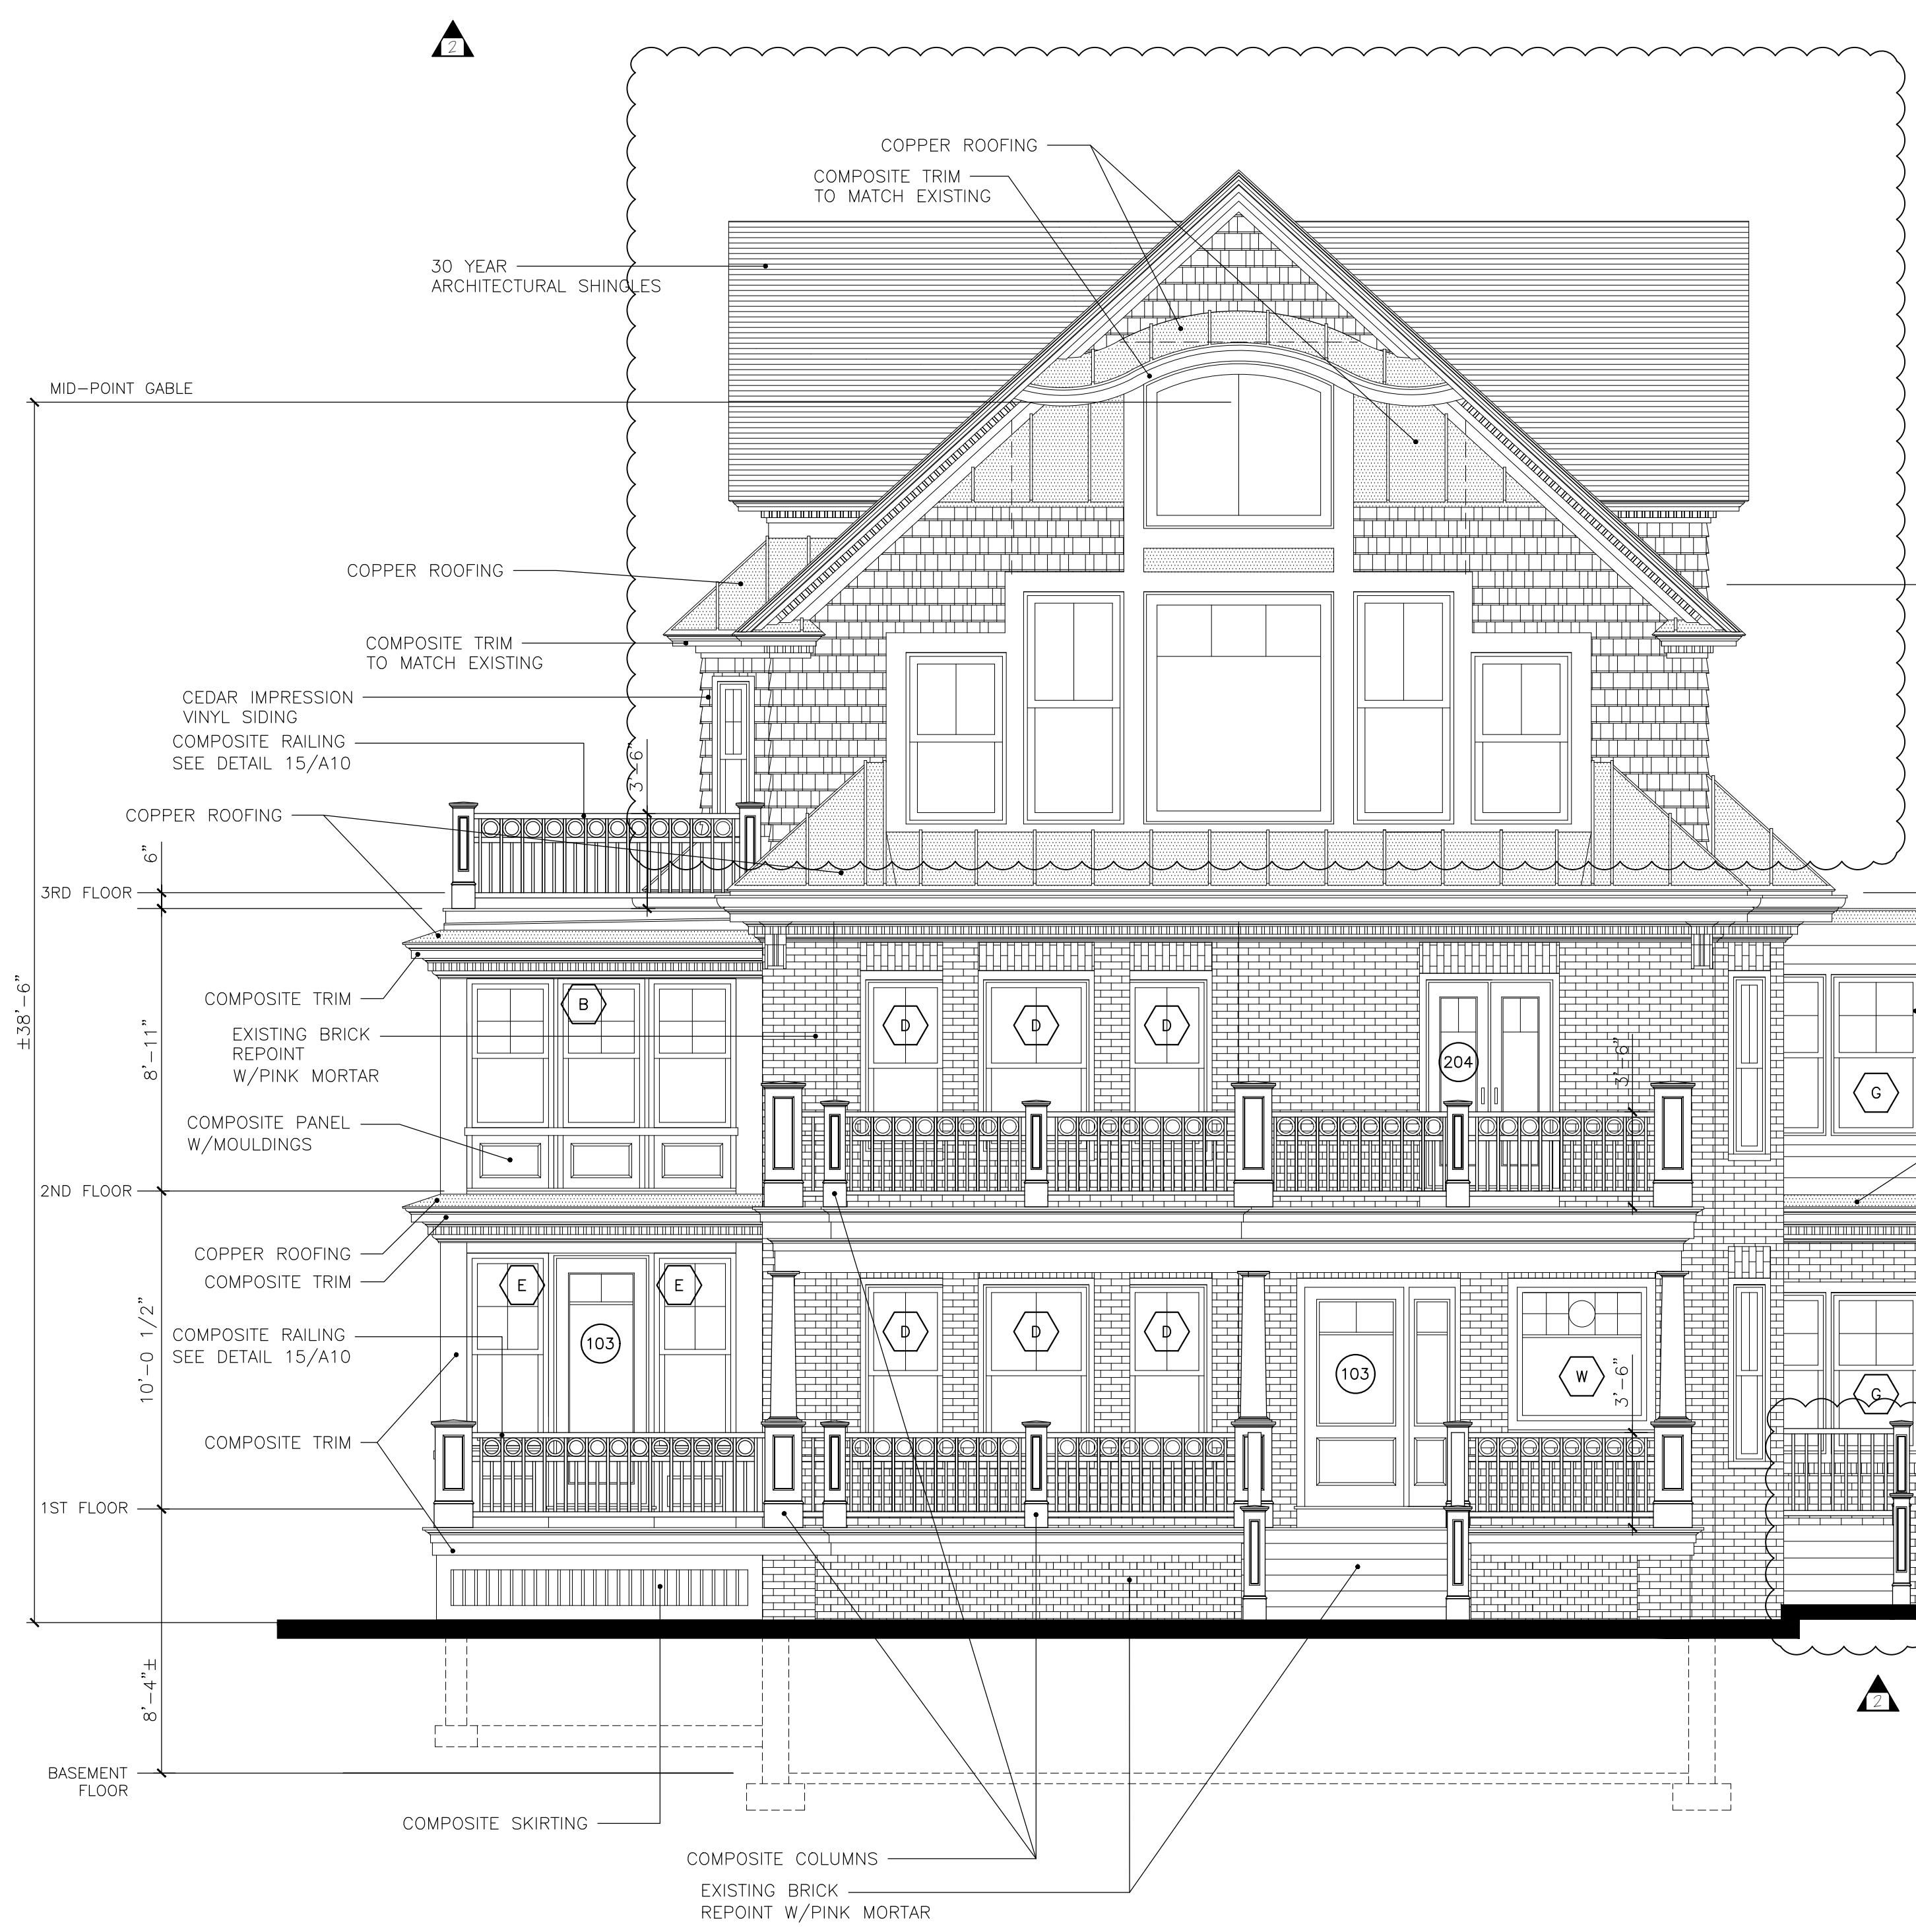 2
COPPER ROOFING
COMPOSITE TRIM
TO MATCH EXISTING
30 YEAR
ARCHITECTURAL SHINGLES
MID-POINT GABLE
COPPER ROOFING
COMPOSITE TRIM
TO MATCH EXISTING
CEDAR IMPRESSION
VINYL SIDING
COMPOSITE RAILING
SEE DETAIL 15/A10
3'-6"
COPPER ROOFING
6"
3RD FLOOR
±38'-6"
8'-11"
COMPOSITE TRIM
B
D
D
D
EXISTING BRICK
REPOINT
W/PINK MORTAR
204
3'-6"
G
COMPOSITE PANEL
W/MOULDINGS
2ND FLOOR
COPPER ROOFING
COMPOSITE TRIM
E
E
10'-0 1/2"
COMPOSITE RAILING
SEE DETAIL 15/A10
103
D
D
D
103
W
3'-6"
G
COMPOSITE TRIM
1ST FLOOR
8'-4"±
2
BASEMENT
FLOOR
COMPOSITE SKIRTING
COMPOSITE COLUMNS
EXISTING BRICK
REPOINT W/PINK MORTAR